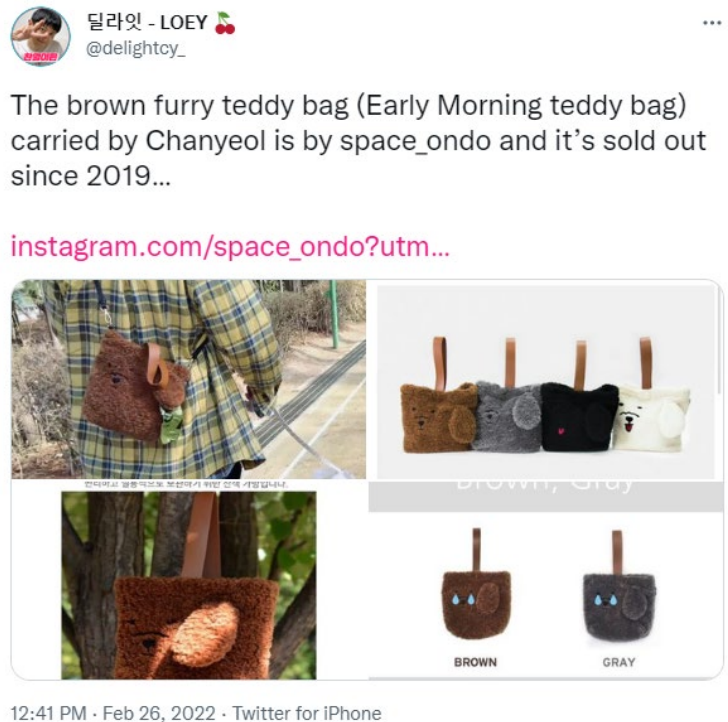 딜라잇 - LOEY 🍒
@delightcy_
The brown furry teddy bag (Early Morning teddy bag)
carried by Chanyeol is by space_ondo and it’s sold out
since 2019...
instagram.com/space_ondo?utm...
Brown, Gray
BROWN
GRAY
12:41 PM · Feb 26, 2022 · Twitter for iPhone